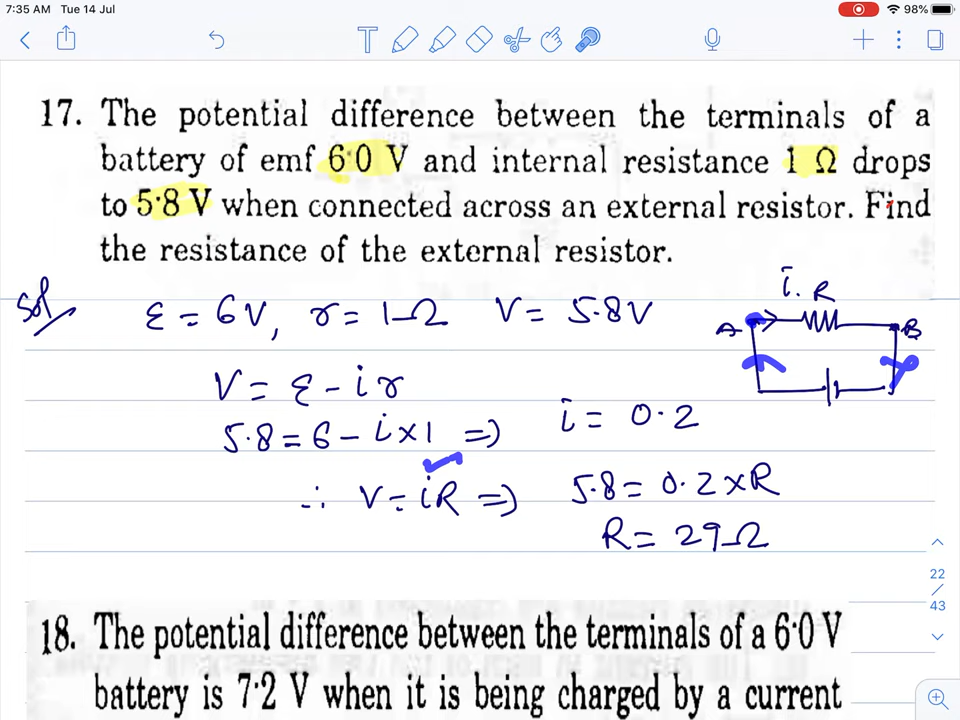 7:35 AM Tue 14 Jul
98%
17. The potential difference between the terminals of a
battery of emf 6·0 V and internal resistance 1 Ω drops
to 5·8 V when connected across an external resistor. Find
the resistance of the external resistor.
Sol
ε = 6V, r = 1Ω V = 5.8V
i. R
A B
V = ε - ir
5.8 = 6 - i×1 ⇒ i = 0.2
∴ V = iR ⇒ 5.8 = 0.2×R
R = 29Ω
22
/
43
18. The potential difference between the terminals of a 6·0 V
battery is 7·2 V when it is being charged by a current